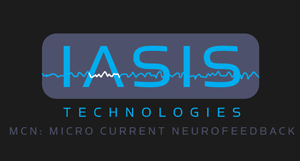 IASIS
TECHNOLOGIES
MCN: MICRO CURRENT NEUROFEEDBACK